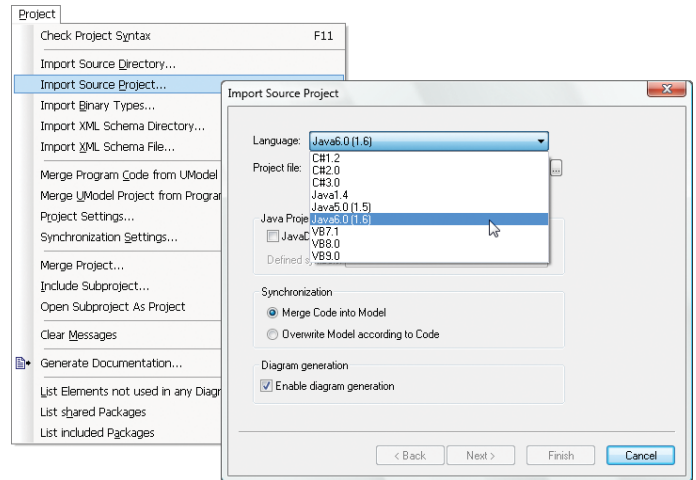 Project
Check Project Syntax F11
Import Source Directory...
Import Source Project...
Import Binary Types...
Import XML Schema Directory...
Import XML Schema File...
Merge Program Code from UModel
Merge UModel Project from
Project Settings...
Synchronization Settings...
Merge Project...
Include Subproject...
Open Subproject As Project
Clear Messages
Generate Documentation...
List Elements not used in any
List shared Packages
List included Packages
Import Source Project
Language: Java6.0 (1.6)
Project file:
C#1.2
C#2.0
C#3.0
Java1.4
Java5.0 (1.5)
Java6.0 (1.6)
VB7.1
VB8.0
VB9.0
Java
Defined
Synchronization
Merge Code into Model
Overwrite Model according to Code
Diagram generation
Enable diagram generation
< Back Next > Finish Cancel